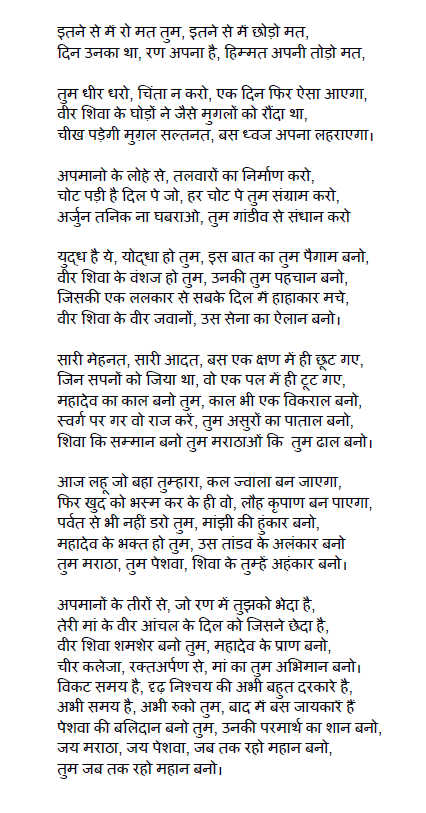 इतने से में रो मत तुम, इतने से में छोड़ो मत,
दिन उनका था, रण अपना है, हिम्मत अपनी तोड़ो मत,
तुम धीर धरो, चिंता न करो, एक दिन फिर ऐसा आएगा,
वीर शिवा के घोड़ों ने जैसे मुगलों को रौंदा था,
चीख पड़ेगी मुग़ल सल्तनत, बस ध्वज अपना लहराएगा।
अपमानो के लोहे से, तलवारों का निर्माण करो,
चोट पड़ी है दिल पे जो, हर चोट पे तुम संग्राम करो,
अर्जुन तनिक ना घबराओ, तुम गांडीव से संधान करो
युद्ध है ये, योद्धा हो तुम, इस बात का तुम पैगाम बनो,
वीर शिवा के वंशज हो तुम, उनकी तुम पहचान बनो,
जिसकी एक ललकार से सबके दिल में हाहाकार मचे,
वीर शिवा के वीर जवानों, उस सेना का ऐलान बनो।
सारी मेहनत, सारी आदत, बस एक क्षण में ही छूट गए,
जिन सपनों को जिया था, वो एक पल में ही टूट गए,
महादेव का काल बनो तुम, काल भी एक विकराल बनो,
स्वर्ग पर गर वो राज करें, तुम असुरों का पाताल बनो,
शिवा कि सम्मान बनो तुम मराठाओं कि तुम ढाल बनो।
आज लहू जो बहा तुम्हारा, कल ज्वाला बन जाएगा,
फिर खुद को भस्म कर के ही वो, लौह कृपाण बन पाएगा,
पर्वत से भी नहीं डरो तुम, मांझी की हुंकार बनो,
महादेव के भक्त हो तुम, उस तांडव के अलंकार बनो
तुम मराठा, तुम पेशवा, शिवा के तुम्हें अहंकार बनो।
अपमानों के तीरों से, जो रण में तुझको भेदा है,
तेरी मां के वीर आंचल के दिल को जिसने छेदा है,
वीर शिवा शमशेर बनो तुम, महादेव के प्राण बनो,
चीर कलेजा, रक्तअर्पण से, मां का तुम अभिमान बनो।
विकट समय है, दृढ़ निश्चय की अभी बहुत दरकारे है,
अभी समय है, अभी रुको तुम, बाद में बस जायकारें हैं
पेशवा की बलिदान बनो तुम, उनकी परमार्थ का शान बनो,
जय मराठा, जय पेशवा, जब तक रहो महान बनो,
तुम जब तक रहो महान बनो।